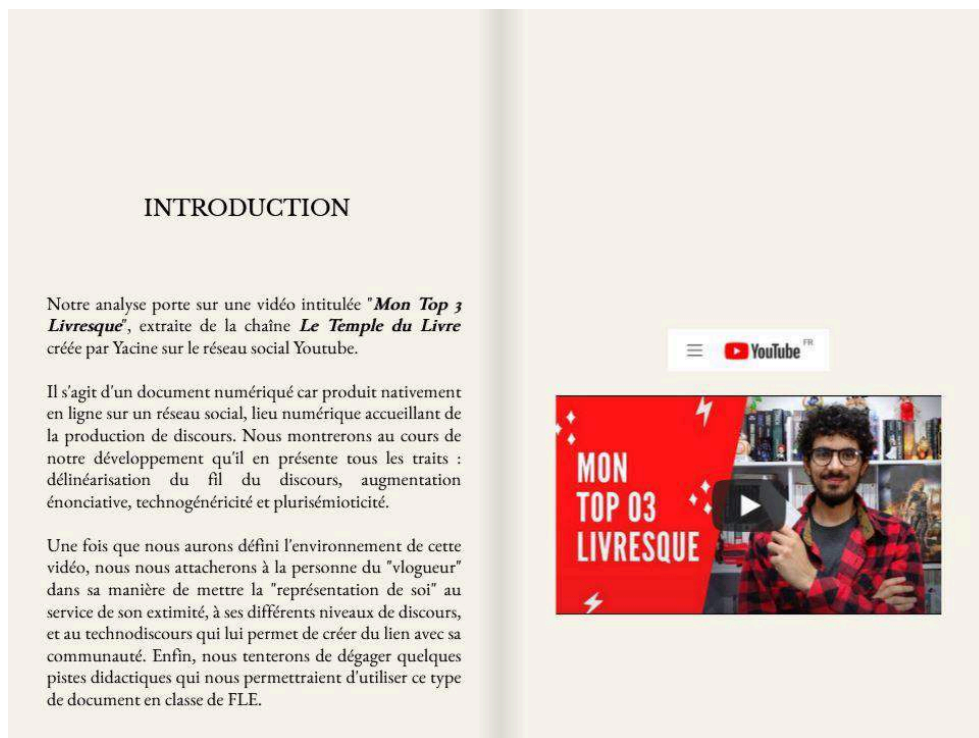 INTRODUCTION
Notre analyse porte sur une vidéo intitulée "Mon Top 3
Livresque", extraite de la chaîne Le Temple du Livre
créée par Yacine sur le réseau social Youtube.
Il s'agit d'un document numériqué car produit nativement
en ligne sur un réseau social, lieu numérique accueillant de
la production de discours. Nous montrerons au cours de
notre développement qu'il en présente tous les traits :
délinéarisation du fil du discours, augmentation
énonciative, technogénéricité et plurisémioticité.
Une fois que nous aurons défini l'environnement de cette
vidéo, nous nous attacherons à la personne du "vlogueur"
dans sa manière de mettre la "représentation de soi" au
service de son extimité, à ses différents niveaux de discours,
et au technodiscours qui lui permet de créer du lien avec sa
communauté. Enfin, nous tenterons de dégager quelques
pistes didactiques qui nous permettraient d'utiliser ce type
de document en classe de FLE.
YouTube FR
MON
TOP 03
LIVRESQUE